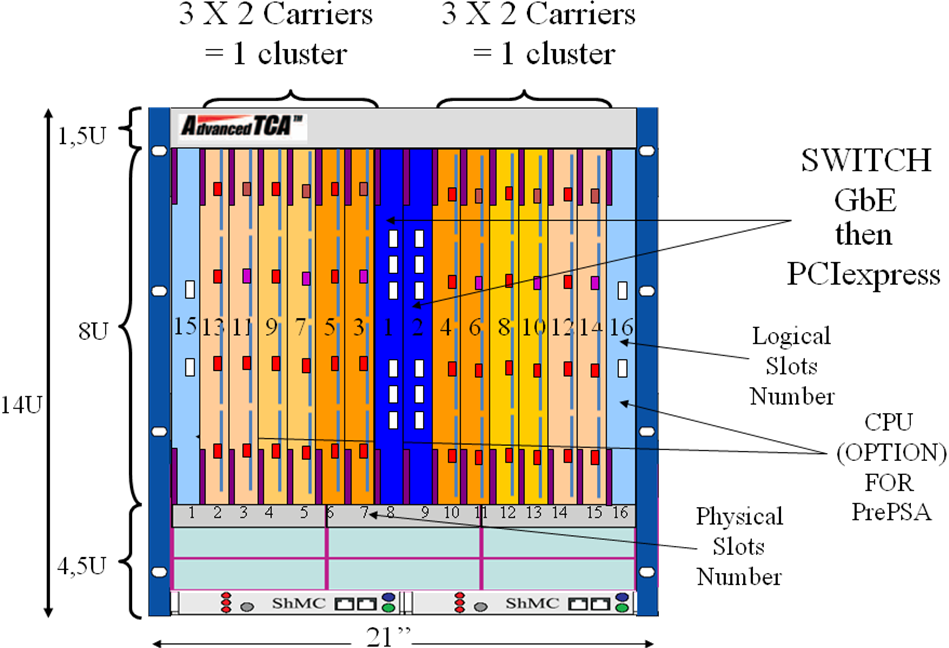 3 X 2 Carriers
= 1 cluster
3 X 2 Carriers
= 1 cluster
1,5U
AdvancedTCA™
SWITCH
GbE
then
PCIexpress
8U
15 13 11 9 7 5 3 1 2 4 6 8 10 12 14 16
Logical
Slots
Number
14U
CPU
(OPTION)
FOR
PrePSA
1 2 3 4 5 6 7 8 9 10 11 12 13 14 15 16
Physical
Slots
Number
4,5U
ShMC
ShMC
21”